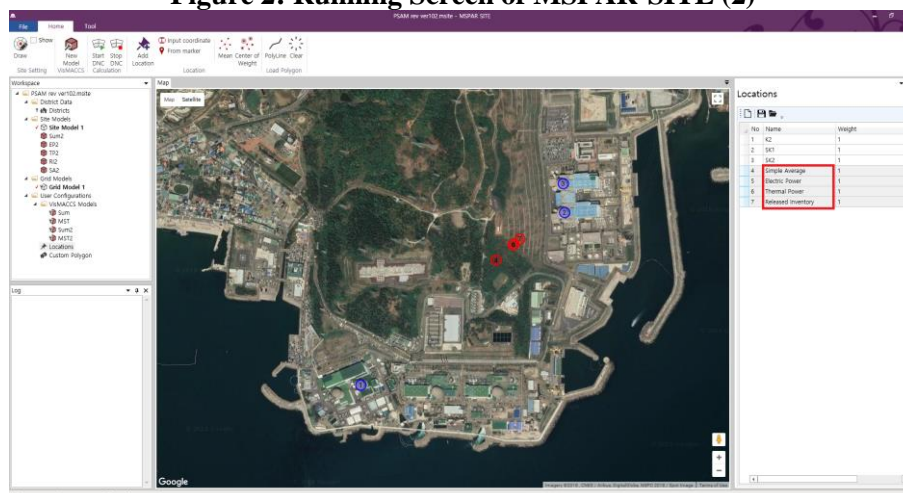 Figure 2: Running Screen of MSPAR-SITE (2)
PSAM rev ver102.msite - MSPAR SITE
File Home Tool
Draw
Show
New Model
Start DNC
Stop DNC
Add Location
Input coordinate
From marker
Mean
Center of Weight
PolyLine
Clear
Site Setting VisMACCS Calculation Location Load Polygon
Workspace
PSAM rev ver102.msite
District Data
Districts
Site Models
Site Model 1
Sum2
EP2
TP2
RI2
SA2
Grid Models
Grid Model 1
User Configurations
VisMACCS Models
Sum
MST
Sum2
MST2
Locations
Custom Polygon
Log
Map
Map Satellite
Google
Locations
No Name Weight
1 K2 1
2 SK1 1
3 SK2 1
4 Simple Average 1
5 Electric Power 1
6 Thermal Power 1
7 Released Inventory 1